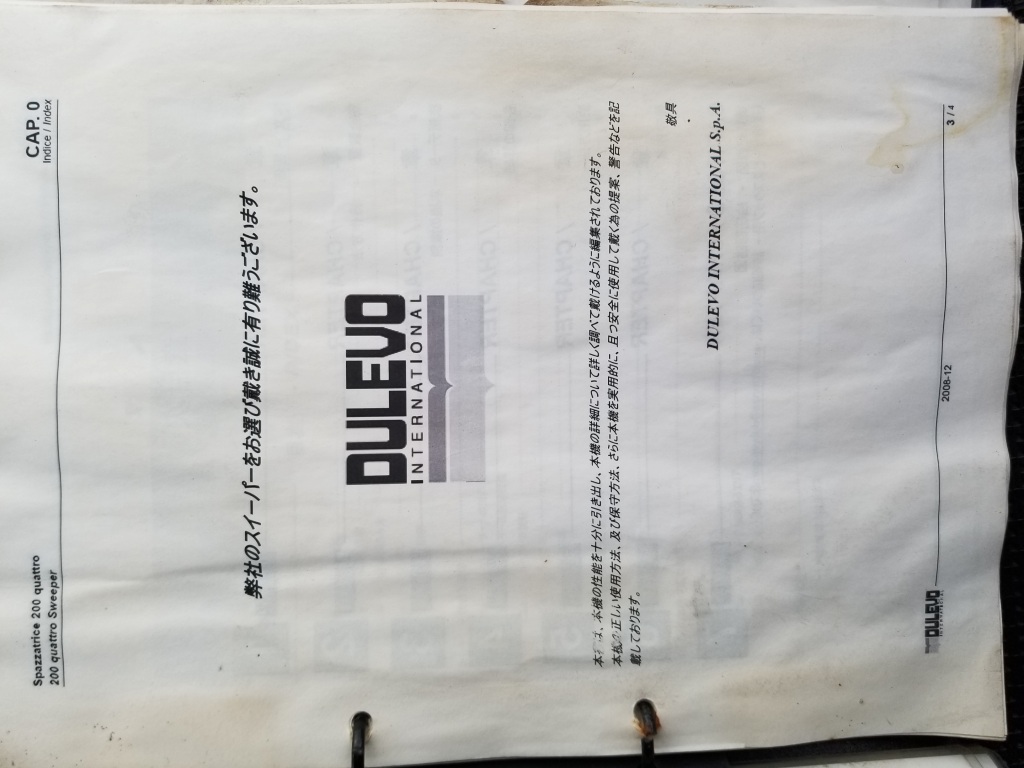 Spazzatrice 200 quattro
200 quattro Sweeper
CAP. 0
Indice / Index
弊社のスイーパーをお選び戴き誠に有り難うございます。
DULEVO
INTERNATIONAL
本書は、本機の性能を十分に引き出し、本機の詳細について詳しく調べて戴けるように編集されております。
本機の正しい使用方法、及び保守方法、さらに本機を実用的に、且つ安全に使用して戴く為の提案、警告などを記
載しております。
敬具
DULEVO INTERNATIONAL S.p.A.
DULEVO
INTERNATIONAL
2008-12
3 / 4